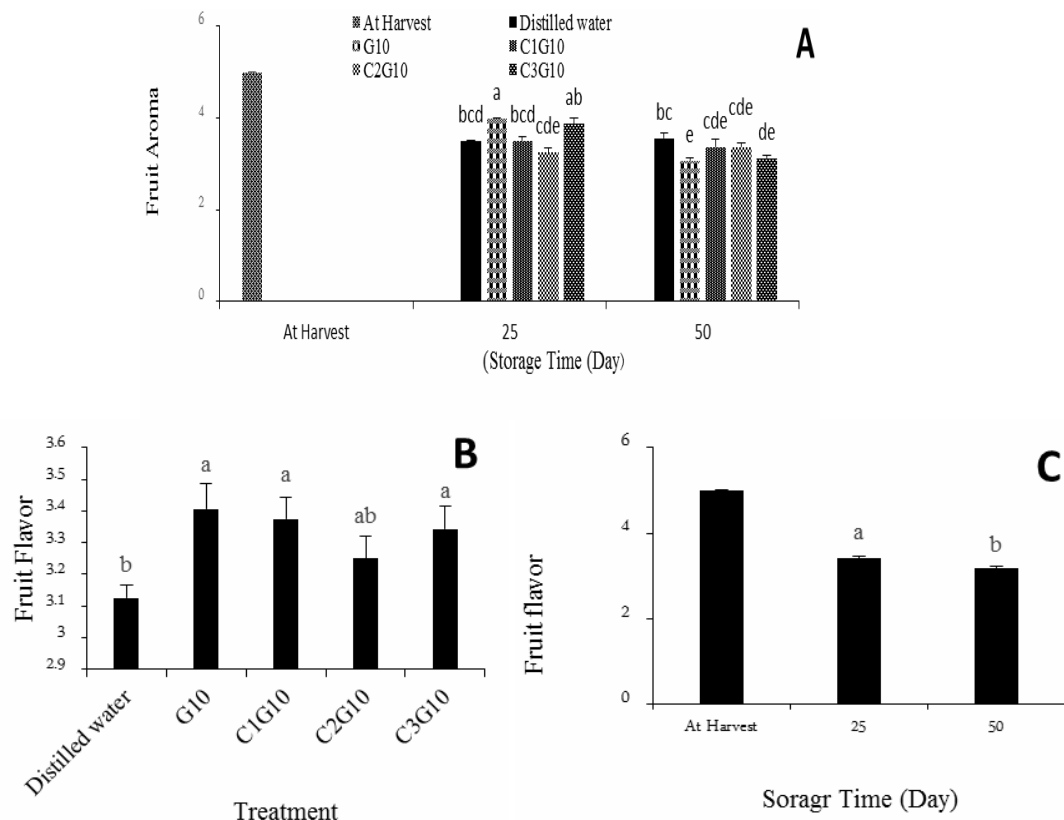 At Harvest Distilled water
G10 C1G10
C2G10 C3G10
A
6
4
2
0
Fruit Aroma
bcd a bcd cde ab
bc e cde cde de
At Harvest 25 50
(Storage Time (Day)
B
3.6
3.5
3.4
3.3
3.2
3.1
3
2.9
Fruit Flavor
b a a ab a
Distilled water G10 C1G10 C2G10 C3G10
Treatment
C
6
4
2
0
Fruit flavor
a b
At Harvest 25 50
Soragr Time (Day)